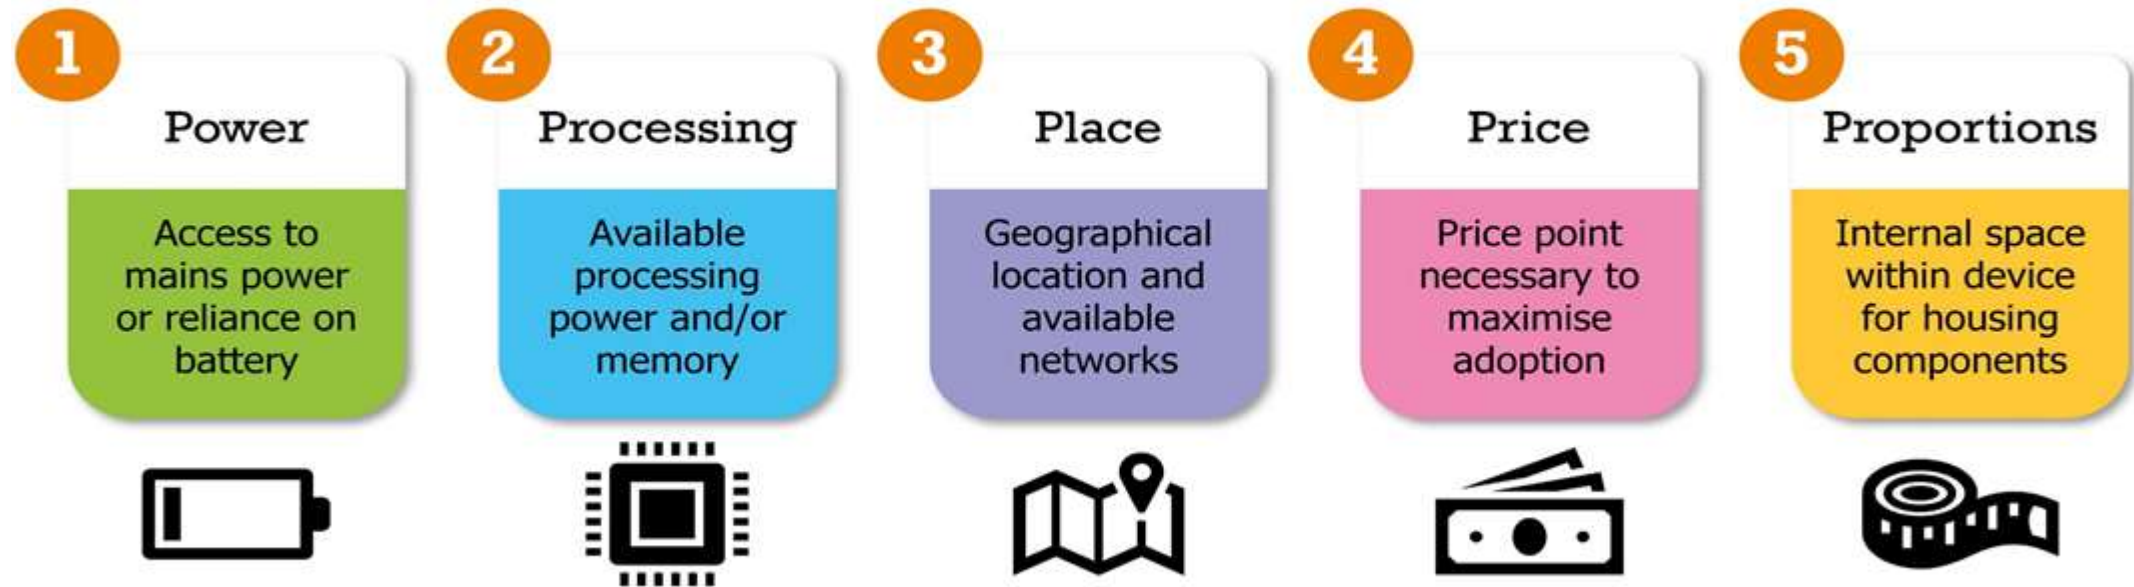 1
Power
Access to
mains power
or reliance on
battery
2
Processing
Available
processing
power and/or
memory
3
Place
Geographical
location and
available
networks
4
Price
Price point
necessary to
maximise
adoption
5
Proportions
Internal space
within device
for housing
components